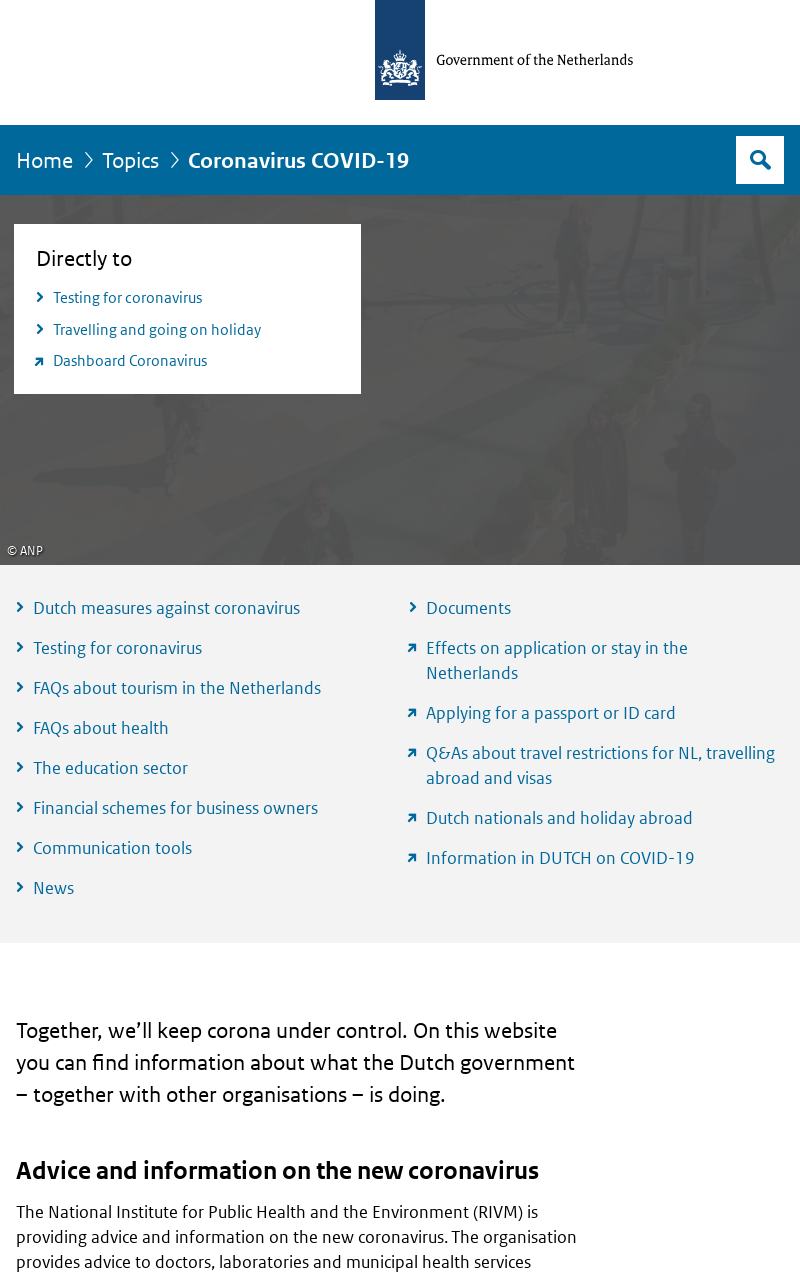 Government of the Netherlands
Home
Topics
Coronavirus COVID-19
Directly to
Testing for coronavirus
Travelling and going on holiday
Dashboard Coronavirus
© ANP
Dutch measures against coronavirus
Testing for coronavirus
FAQs about tourism in the Netherlands
FAQs about health
The education sector
Financial schemes for business owners
Communication tools
News
Documents
Effects on application or stay in the
Netherlands
Applying for a passport or ID card
Q&As about travel restrictions for NL, travelling
abroad and visas
Dutch nationals and holiday abroad
Information in DUTCH on COVID-19
Together, we’ll keep corona under control. On this website
you can find information about what the Dutch government
– together with other organisations – is doing.
Advice and information on the new coronavirus
The National Institute for Public Health and the Environment (RIVM) is
providing advice and information on the new coronavirus. The organisation
provides advice to doctors, laboratories and municipal health services